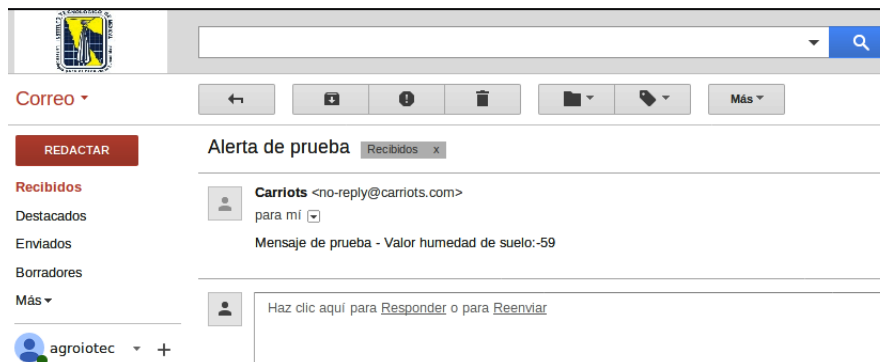 Correo
Más
REDACTAR
Alerta de prueba Recibidos x
Recibidos
Carriots <no-reply@carriots.com>
Destacados
para mí
Enviados
Mensaje de prueba - Valor humedad de suelo:-59
Borradores
Más
Haz clic aquí para Responder o para Reenviar
agroiotec